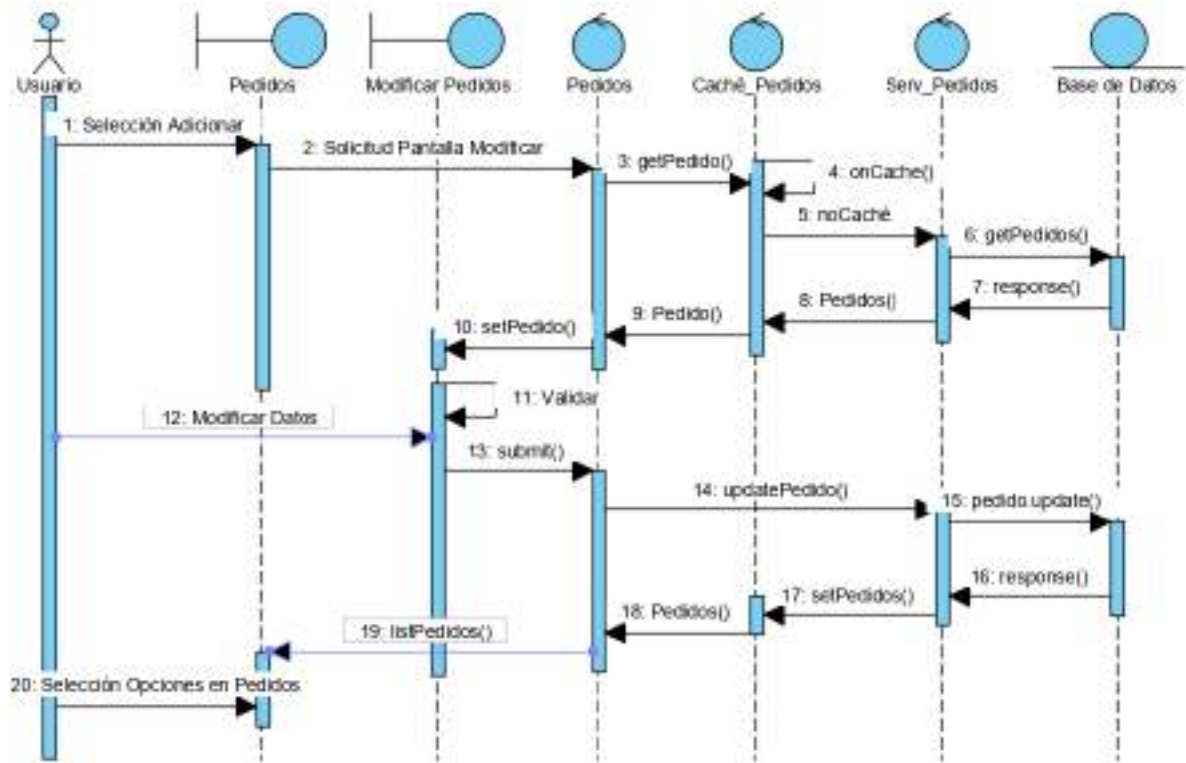 Usuario
Pedidos
Modificar Pedidos
Pedidos
Caché_Pedidos
Serv_Pedidos
Base de Datos
1: Selección Adicionar
2: Solicitud Pantalla Modificar
3: getPedido()
4: onCache()
5: noCaché
6: getPedidos()
7: response()
8: Pedidos()
9: Pedido()
10: setPedido()
11: Validar
12: Modificar Datos
13: submit()
14: updatePedido()
15: pedido.update()
16: response()
17: setPedidos()
18: Pedidos()
19: listPedidos()
20: Selección Opciones en Pedidos